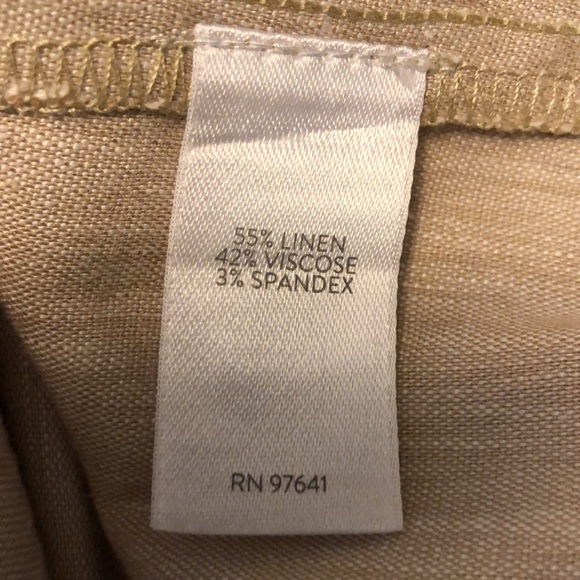 55% LINEN
42% VISCOSE
3% SPANDEX
RN 97641